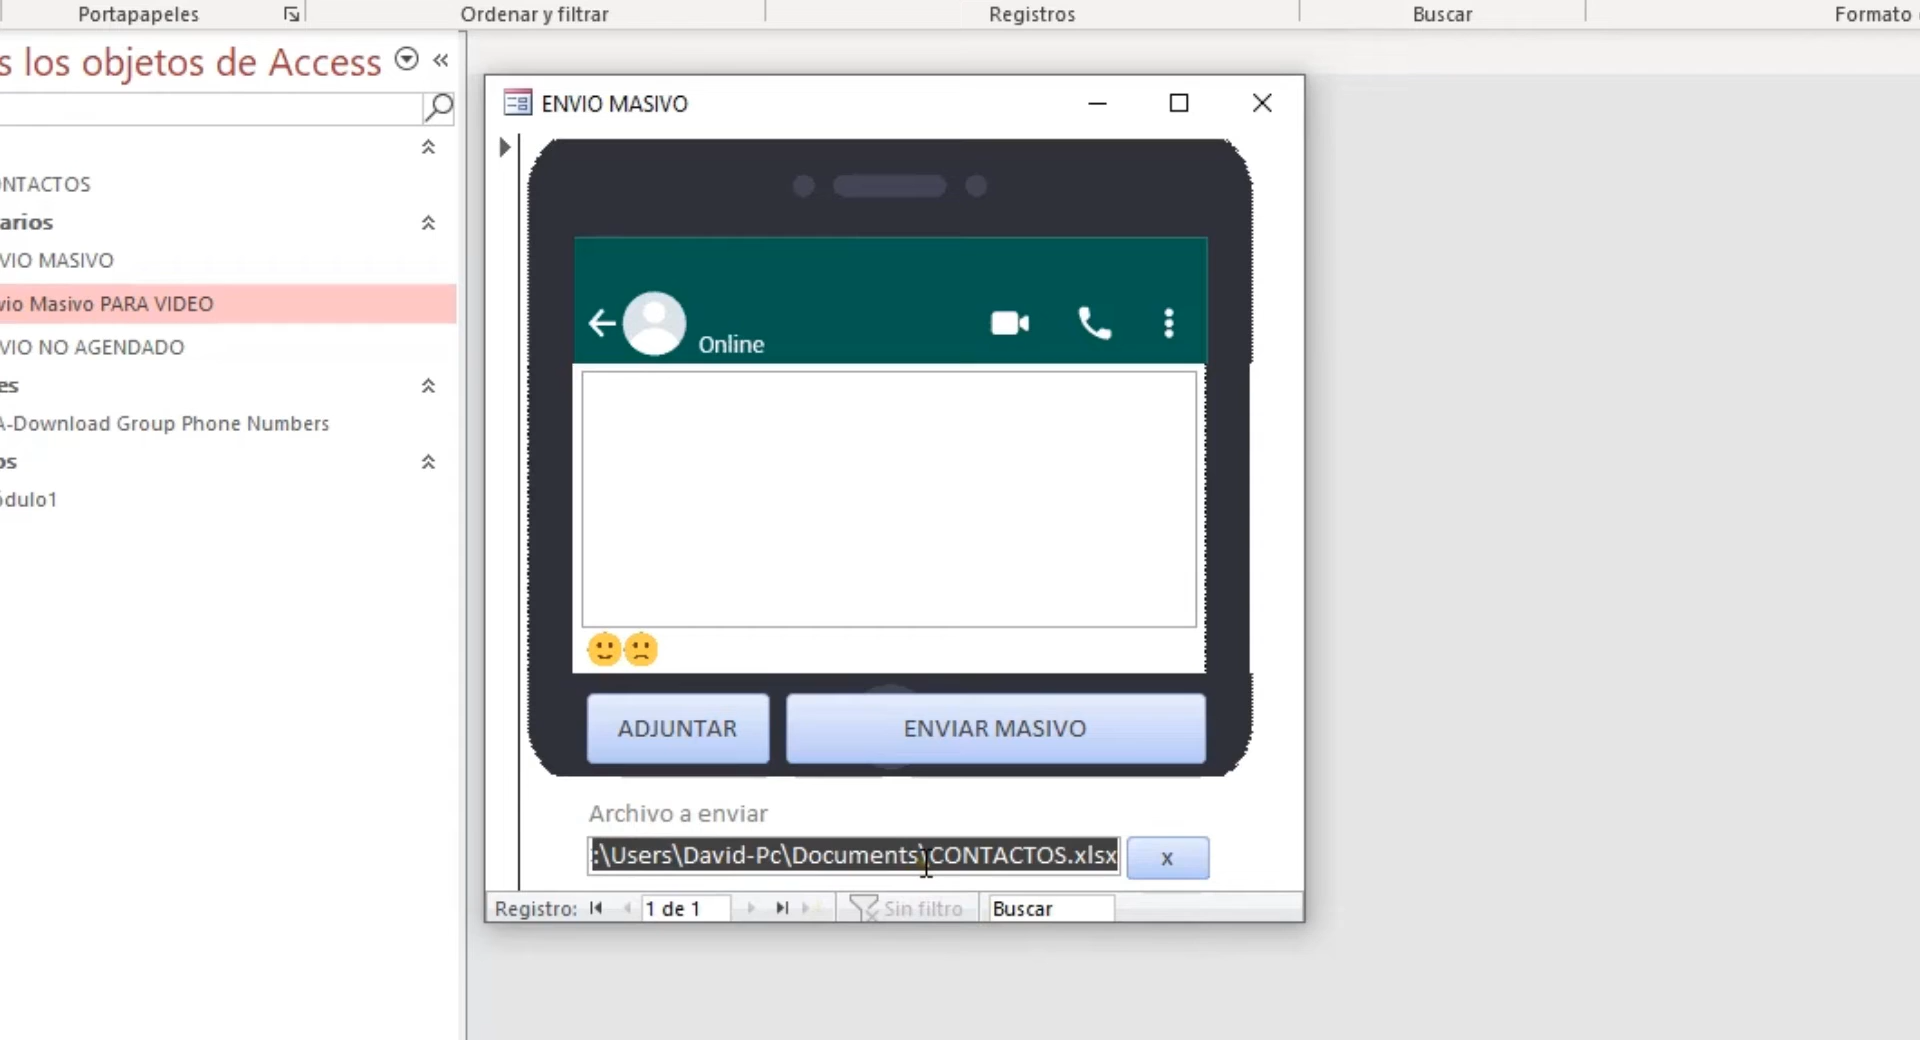 Portapapeles
Ordenar y filtrar
Registros
Buscar
Formato
s los objetos de Access
ONTACTOS
arios
VIO MASIVO
vio Masivo PARA VIDEO
VIO NO AGENDADO
es
A-Download Group Phone Numbers
os
ódulo1
ENVIO MASIVO
Online
ADJUNTAR
ENVIAR MASIVO
Archivo a enviar
:\Users\David-Pc\Documents\CONTACTOS.xlsx
x
Registro:
1 de 1
Sin filtro
Buscar